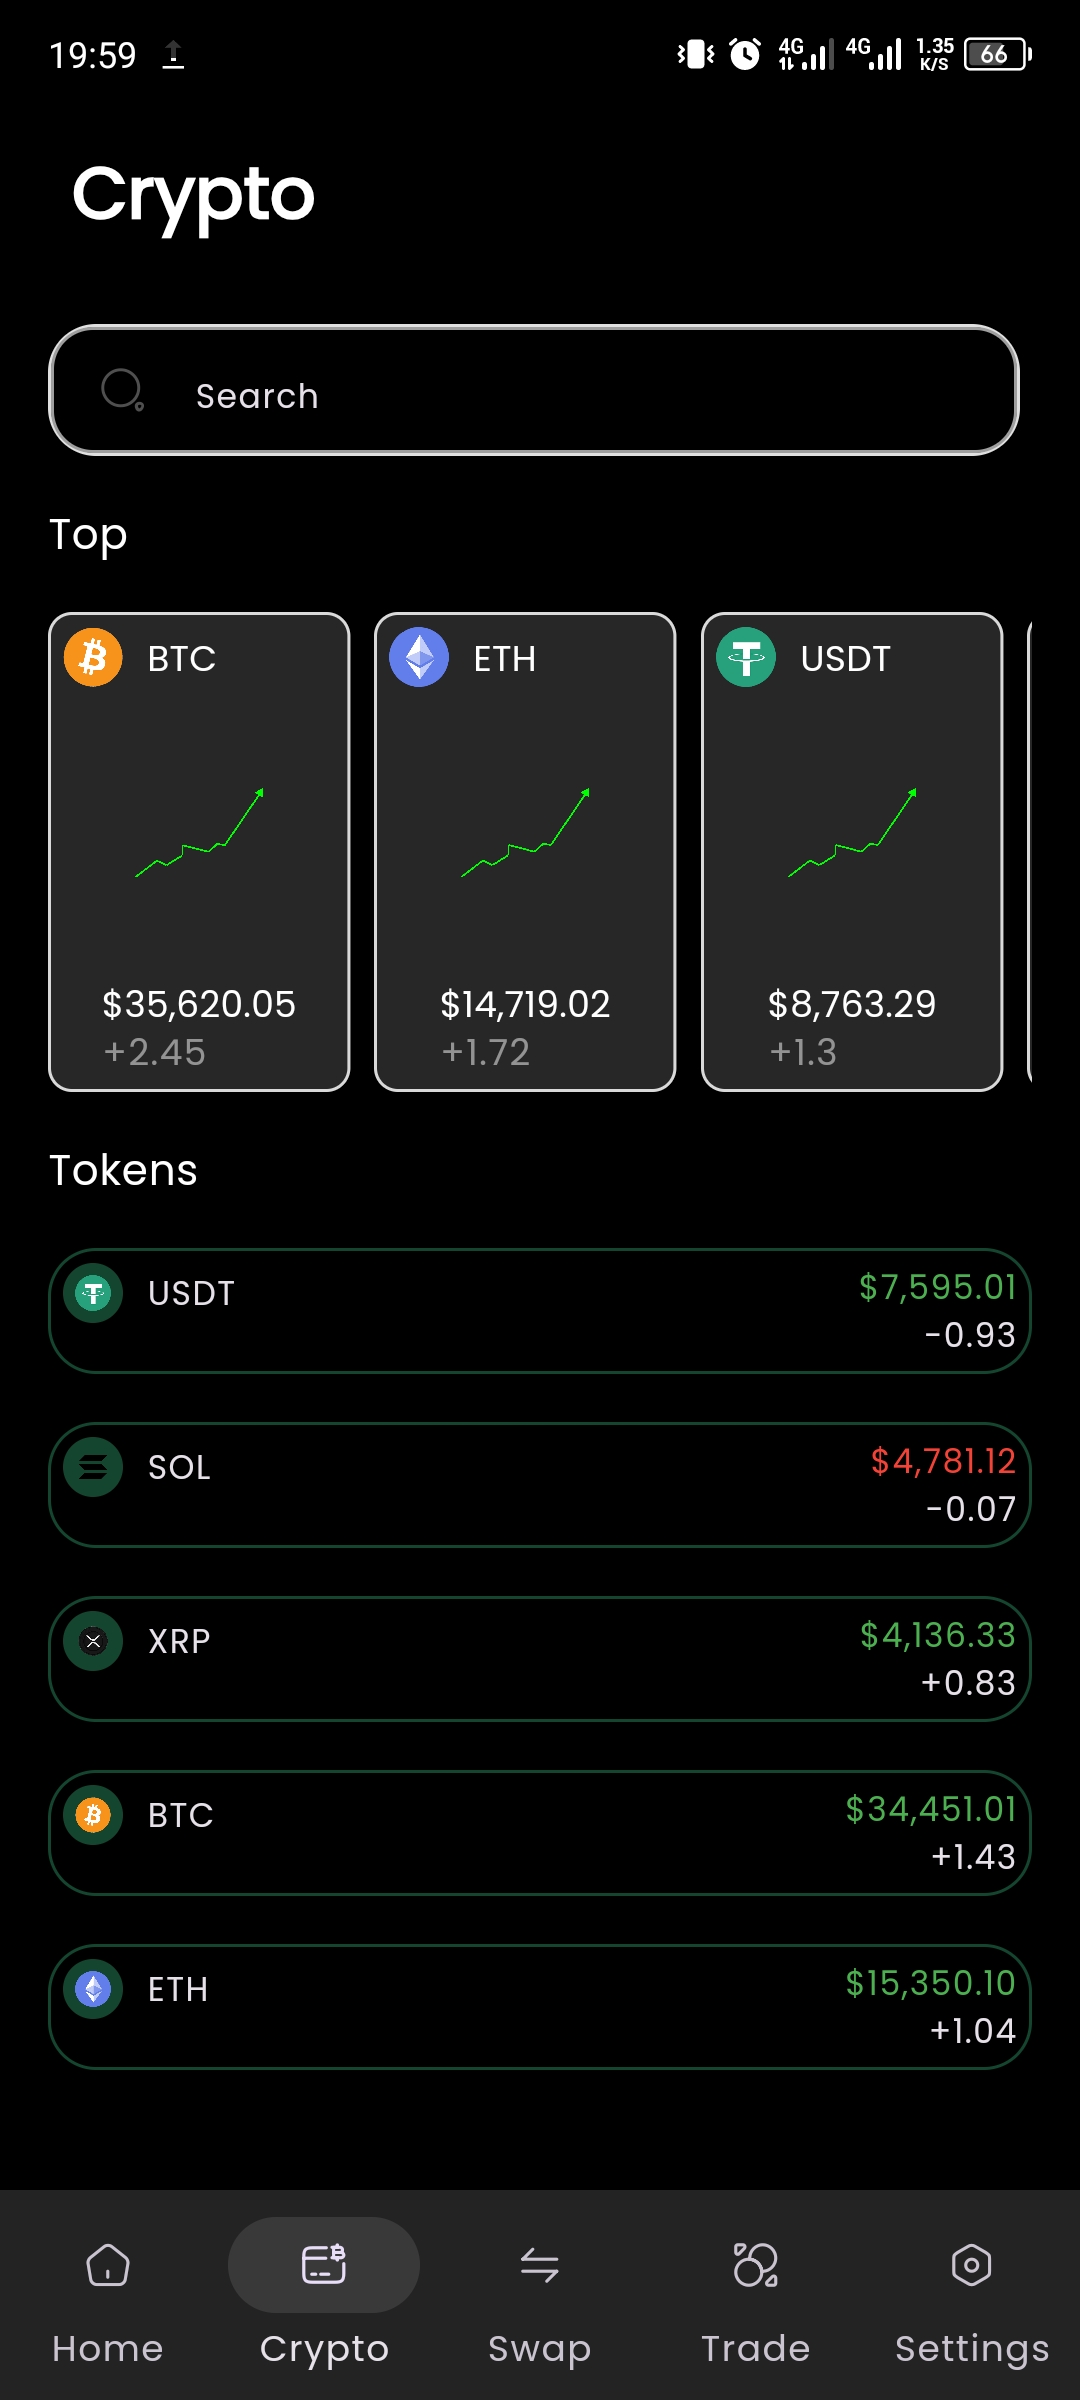 19:59
4G 4G 1.35 K/S 66
Crypto
Search
Top
BTC
$35,620.05
+2.45
ETH
$14,719.02
+1.72
USDT
$8,763.29
+1.3
Tokens
USDT
$7,595.01
-0.93
SOL
$4,781.12
-0.07
XRP
$4,136.33
+0.83
BTC
$34,451.01
+1.43
ETH
$15,350.10
+1.04
Home
Crypto
Swap
Trade
Settings